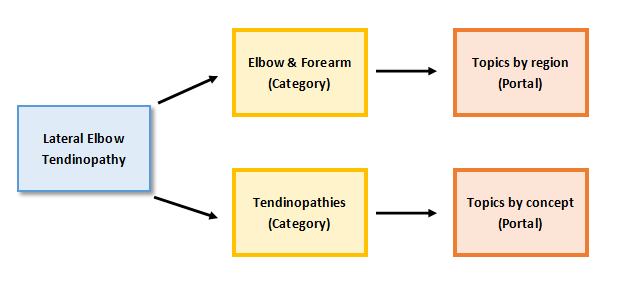 Lateral Elbow
Tendinopathy
Elbow & Forearm
(Category)
Topics by region
(Portal)
Tendinopathies
(Category)
Topics by concept
(Portal)